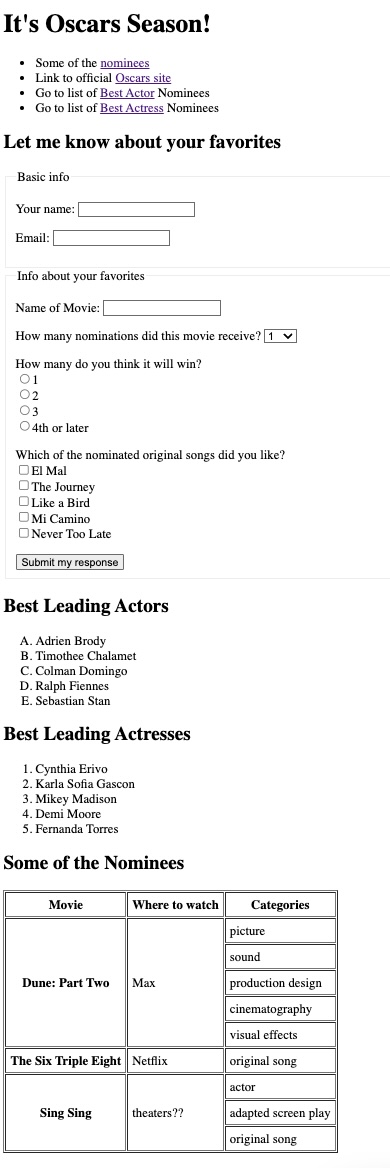 It's Oscars Season!
Some of the nominees
Link to official Oscars site
Go to list of Best Actor Nominees
Go to list of Best Actress Nominees
Let me know about your favorites
Basic info
Your name:
Email:
Info about your favorites
Name of Movie:
How many nominations did this movie receive? 1
How many do you think it will win?
1
2
3
4th or later
Which of the nominated original songs did you like?
El Mal
The Journey
Like a Bird
Mi Camino
Never Too Late
Submit my response
Best Leading Actors
A. Adrien Brody
B. Timothee Chalamet
C. Colman Domingo
D. Ralph Fiennes
E. Sebastian Stan
Best Leading Actresses
1. Cynthia Erivo
2. Karla Sofia Gascon
3. Mikey Madison
4. Demi Moore
5. Fernanda Torres
Some of the Nominees
Movie Where to watch Categories
picture
sound
Dune: Part Two Max production design
cinematography
visual effects
The Six Triple Eight Netflix original song
actor
Sing Sing theaters?? adapted screen play
original song